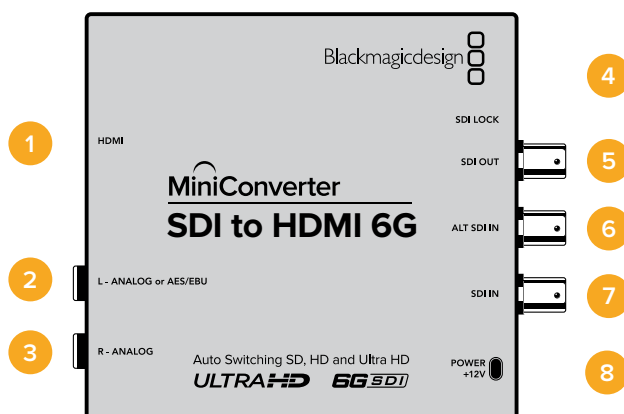 Blackmagicdesign
4
SDI LOCK
1
HDMI
SDI OUT
5
MiniConverter
SDI to HDMI 6G
ALT SDI IN
6
2
L - ANALOG or AES/EBU
SDI IN
7
3
R - ANALOG
Auto Switching SD, HD and Ultra HD
POWER
+12V
8
ULTRAHD 6G SDI